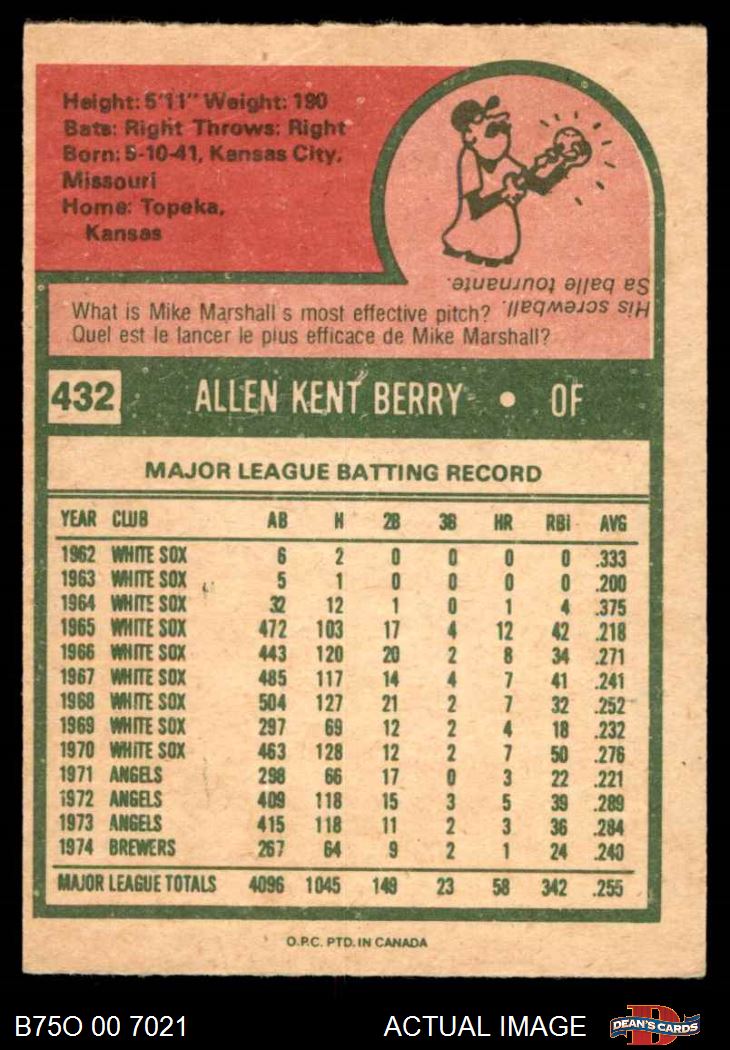 Height: 5'11" Weight: 190
Bats: Right Throws: Right
Born: 5-10-41, Kansas City,
Missouri
Home: Topeka,
Kansas
What is Mike Marshall s most effective pitch?
Quel est le lancer le plus efficace de Mike Marshall?
His screwball.
Sa balle tournante.
432 ALLEN KENT BERRY • OF
MAJOR LEAGUE BATTING RECORD
YEAR CLUB AB H 2B 3B HR RBI AVG
1962 WHITE SOX 6 2 0 0 0 0 .333
1963 WHITE SOX 5 1 0 0 0 0 .200
1964 WHITE SOX 32 12 1 0 1 4 .375
1965 WHITE SOX 472 103 17 4 12 42 .218
1966 WHITE SOX 443 120 20 2 8 34 .271
1967 WHITE SOX 485 117 14 4 7 41 .241
1968 WHITE SOX 504 127 21 2 7 32 .252
1969 WHITE SOX 297 69 12 2 4 18 .232
1970 WHITE SOX 463 128 12 2 7 50 .276
1971 ANGELS 298 66 17 0 3 22 .221
1972 ANGELS 409 118 15 3 5 39 .289
1973 ANGELS 415 118 11 2 3 36 .284
1974 BREWERS 267 64 9 2 1 24 .240
MAJOR LEAGUE TOTALS 4096 1045 149 23 58 342 .255
O.P.C. PTD. IN CANADA
B75O 00 7021 ACTUAL IMAGE
D
DEAN'S CARDS